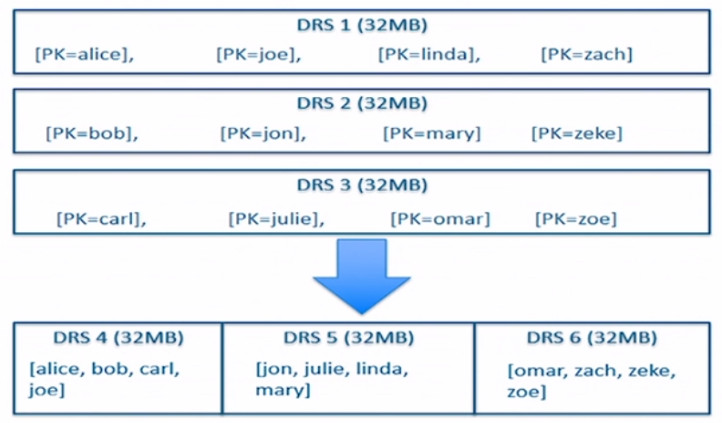 DRS 1 (32MB)
[PK=alice], [PK=joe], [PK=linda], [PK=zach]
DRS 2 (32MB)
[PK=bob], [PK=jon], [PK=mary] [PK=zeke]
DRS 3 (32MB)
[PK=carl], [PK=julie], [PK=omar] [PK=zoe]
DRS 4 (32MB)
[alice, bob, carl,
joe]
DRS 5 (32MB)
[jon, julie, linda,
mary]
DRS 6 (32MB)
[omar, zach, zeke,
zoe]